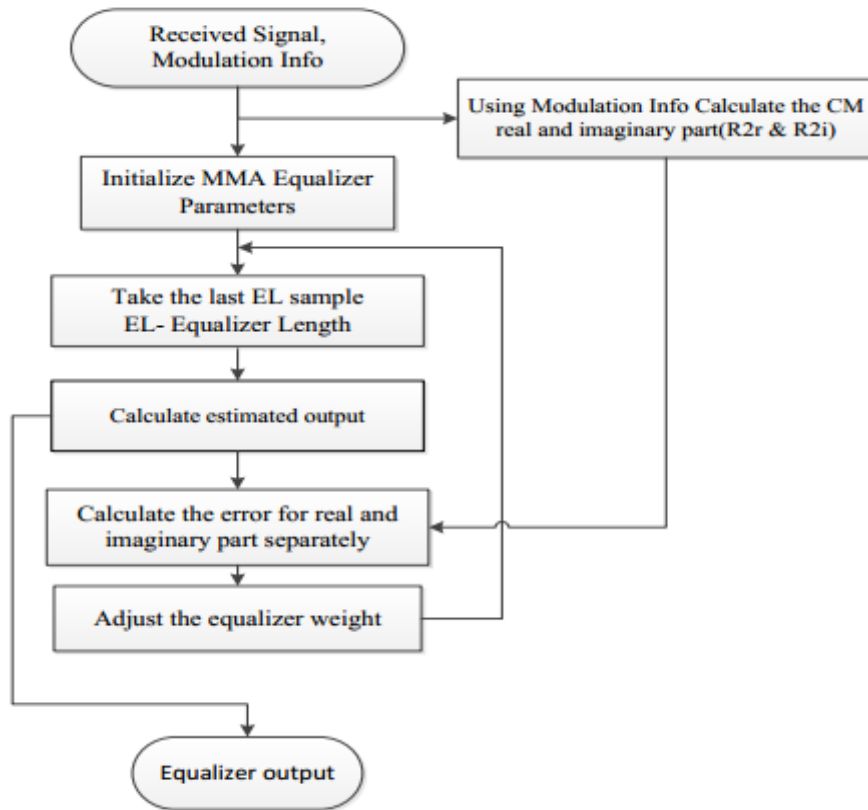 Received Signal,
Modulation Info
Using Modulation Info Calculate the CM
real and imaginary part(R2r & R2i)
Initialize MMA Equalizer
Parameters
Take the last EL sample
EL- Equalizer Length
Calculate estimated output
Calculate the error for real and
imaginary part separately
Adjust the equalizer weight
Equalizer output